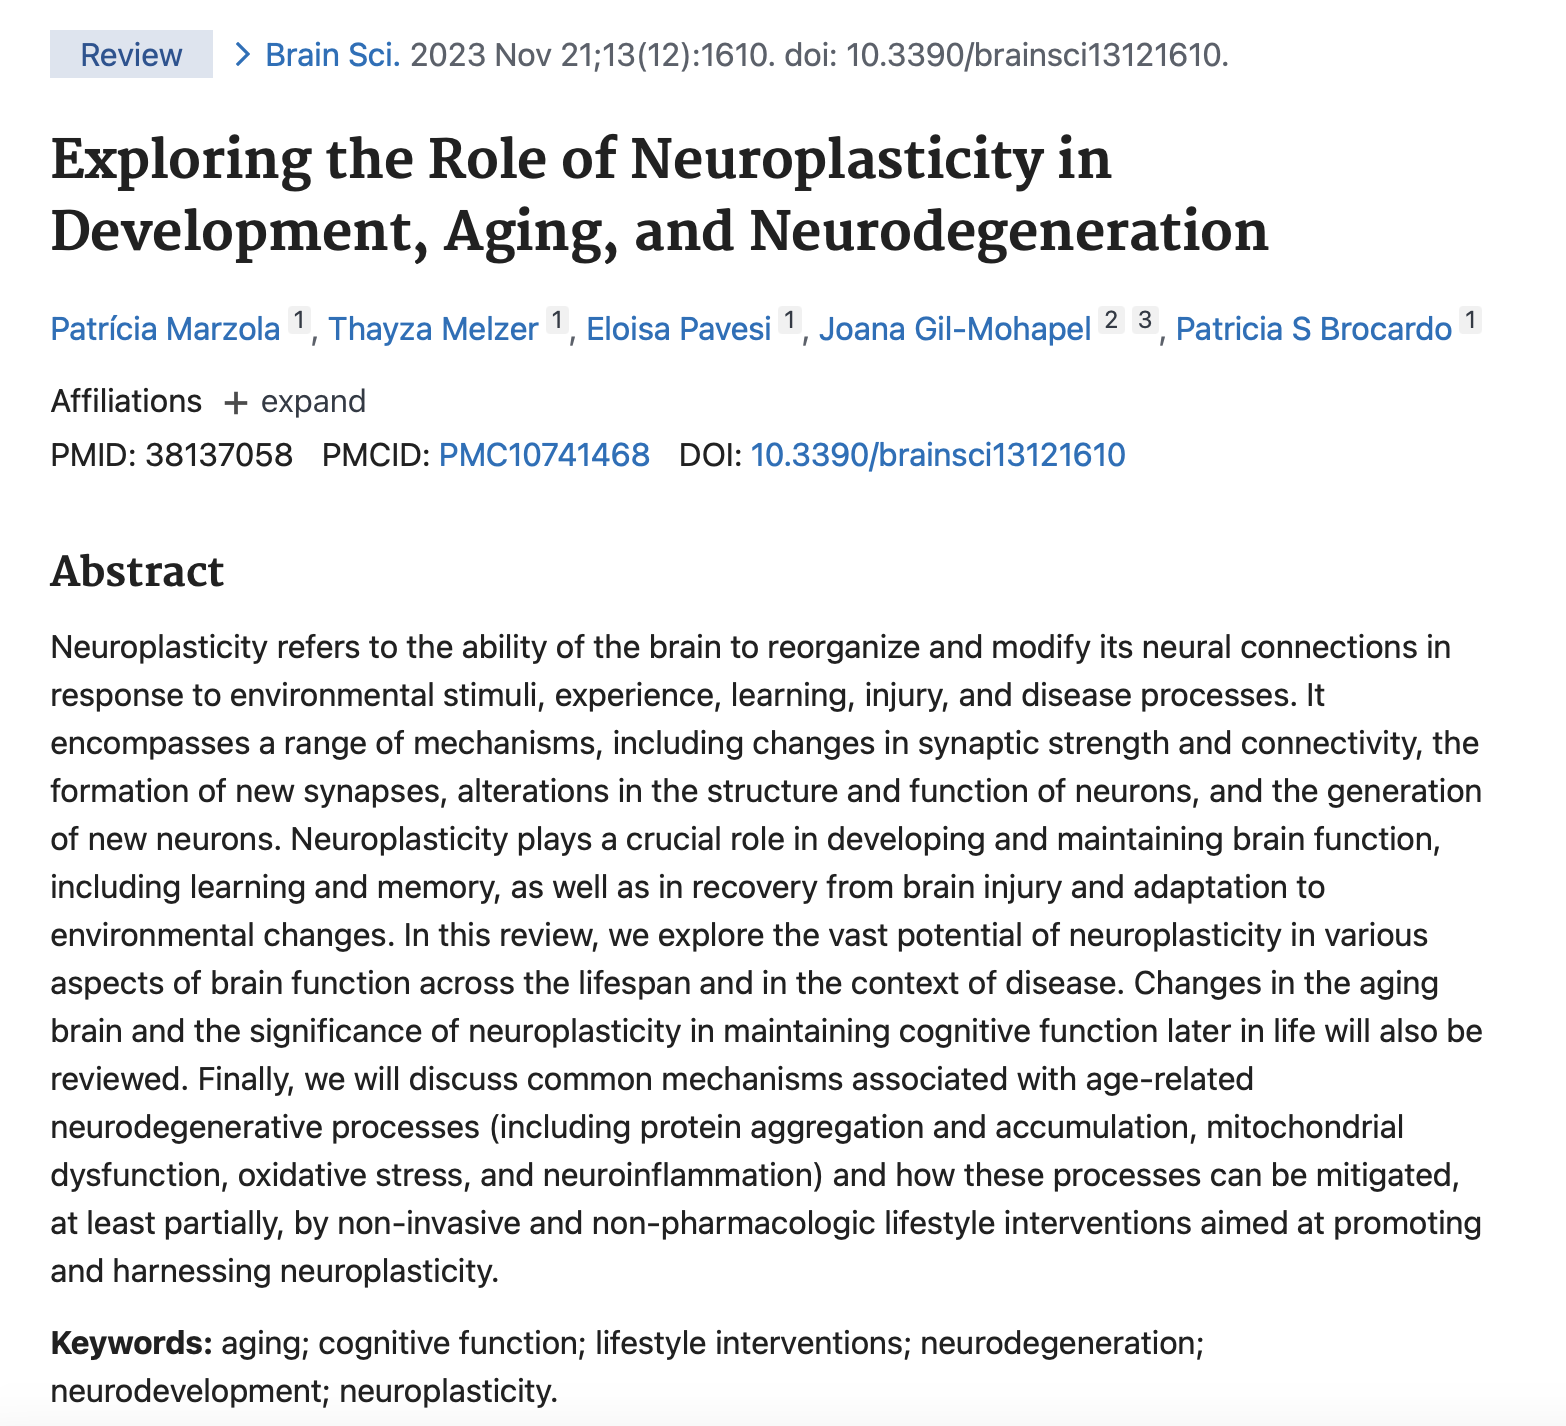 Review > Brain Sci. 2023 Nov 21;13(12):1610. doi: 10.3390/brainsci13121610.
Exploring the Role of Neuroplasticity in
Development, Aging, and Neurodegeneration
Patrícia Marzola 1, Thayza Melzer 1, Eloisa Pavesi 1, Joana Gil-Mohapel 2 3, Patricia S Brocardo 1
Affiliations + expand
PMID: 38137058 PMCID: PMC10741468 DOI: 10.3390/brainsci13121610
Abstract
Neuroplasticity refers to the ability of the brain to reorganize and modify its neural connections in
response to environmental stimuli, experience, learning, injury, and disease processes. It
encompasses a range of mechanisms, including changes in synaptic strength and connectivity, the
formation of new synapses, alterations in the structure and function of neurons, and the generation
of new neurons. Neuroplasticity plays a crucial role in developing and maintaining brain function,
including learning and memory, as well as in recovery from brain injury and adaptation to
environmental changes. In this review, we explore the vast potential of neuroplasticity in various
aspects of brain function across the lifespan and in the context of disease. Changes in the aging
brain and the significance of neuroplasticity in maintaining cognitive function later in life will also be
reviewed. Finally, we will discuss common mechanisms associated with age-related
neurodegenerative processes (including protein aggregation and accumulation, mitochondrial
dysfunction, oxidative stress, and neuroinflammation) and how these processes can be mitigated,
at least partially, by non-invasive and non-pharmacologic lifestyle interventions aimed at promoting
and harnessing neuroplasticity.
Keywords: aging; cognitive function; lifestyle interventions; neurodegeneration;
neurodevelopment; neuroplasticity.